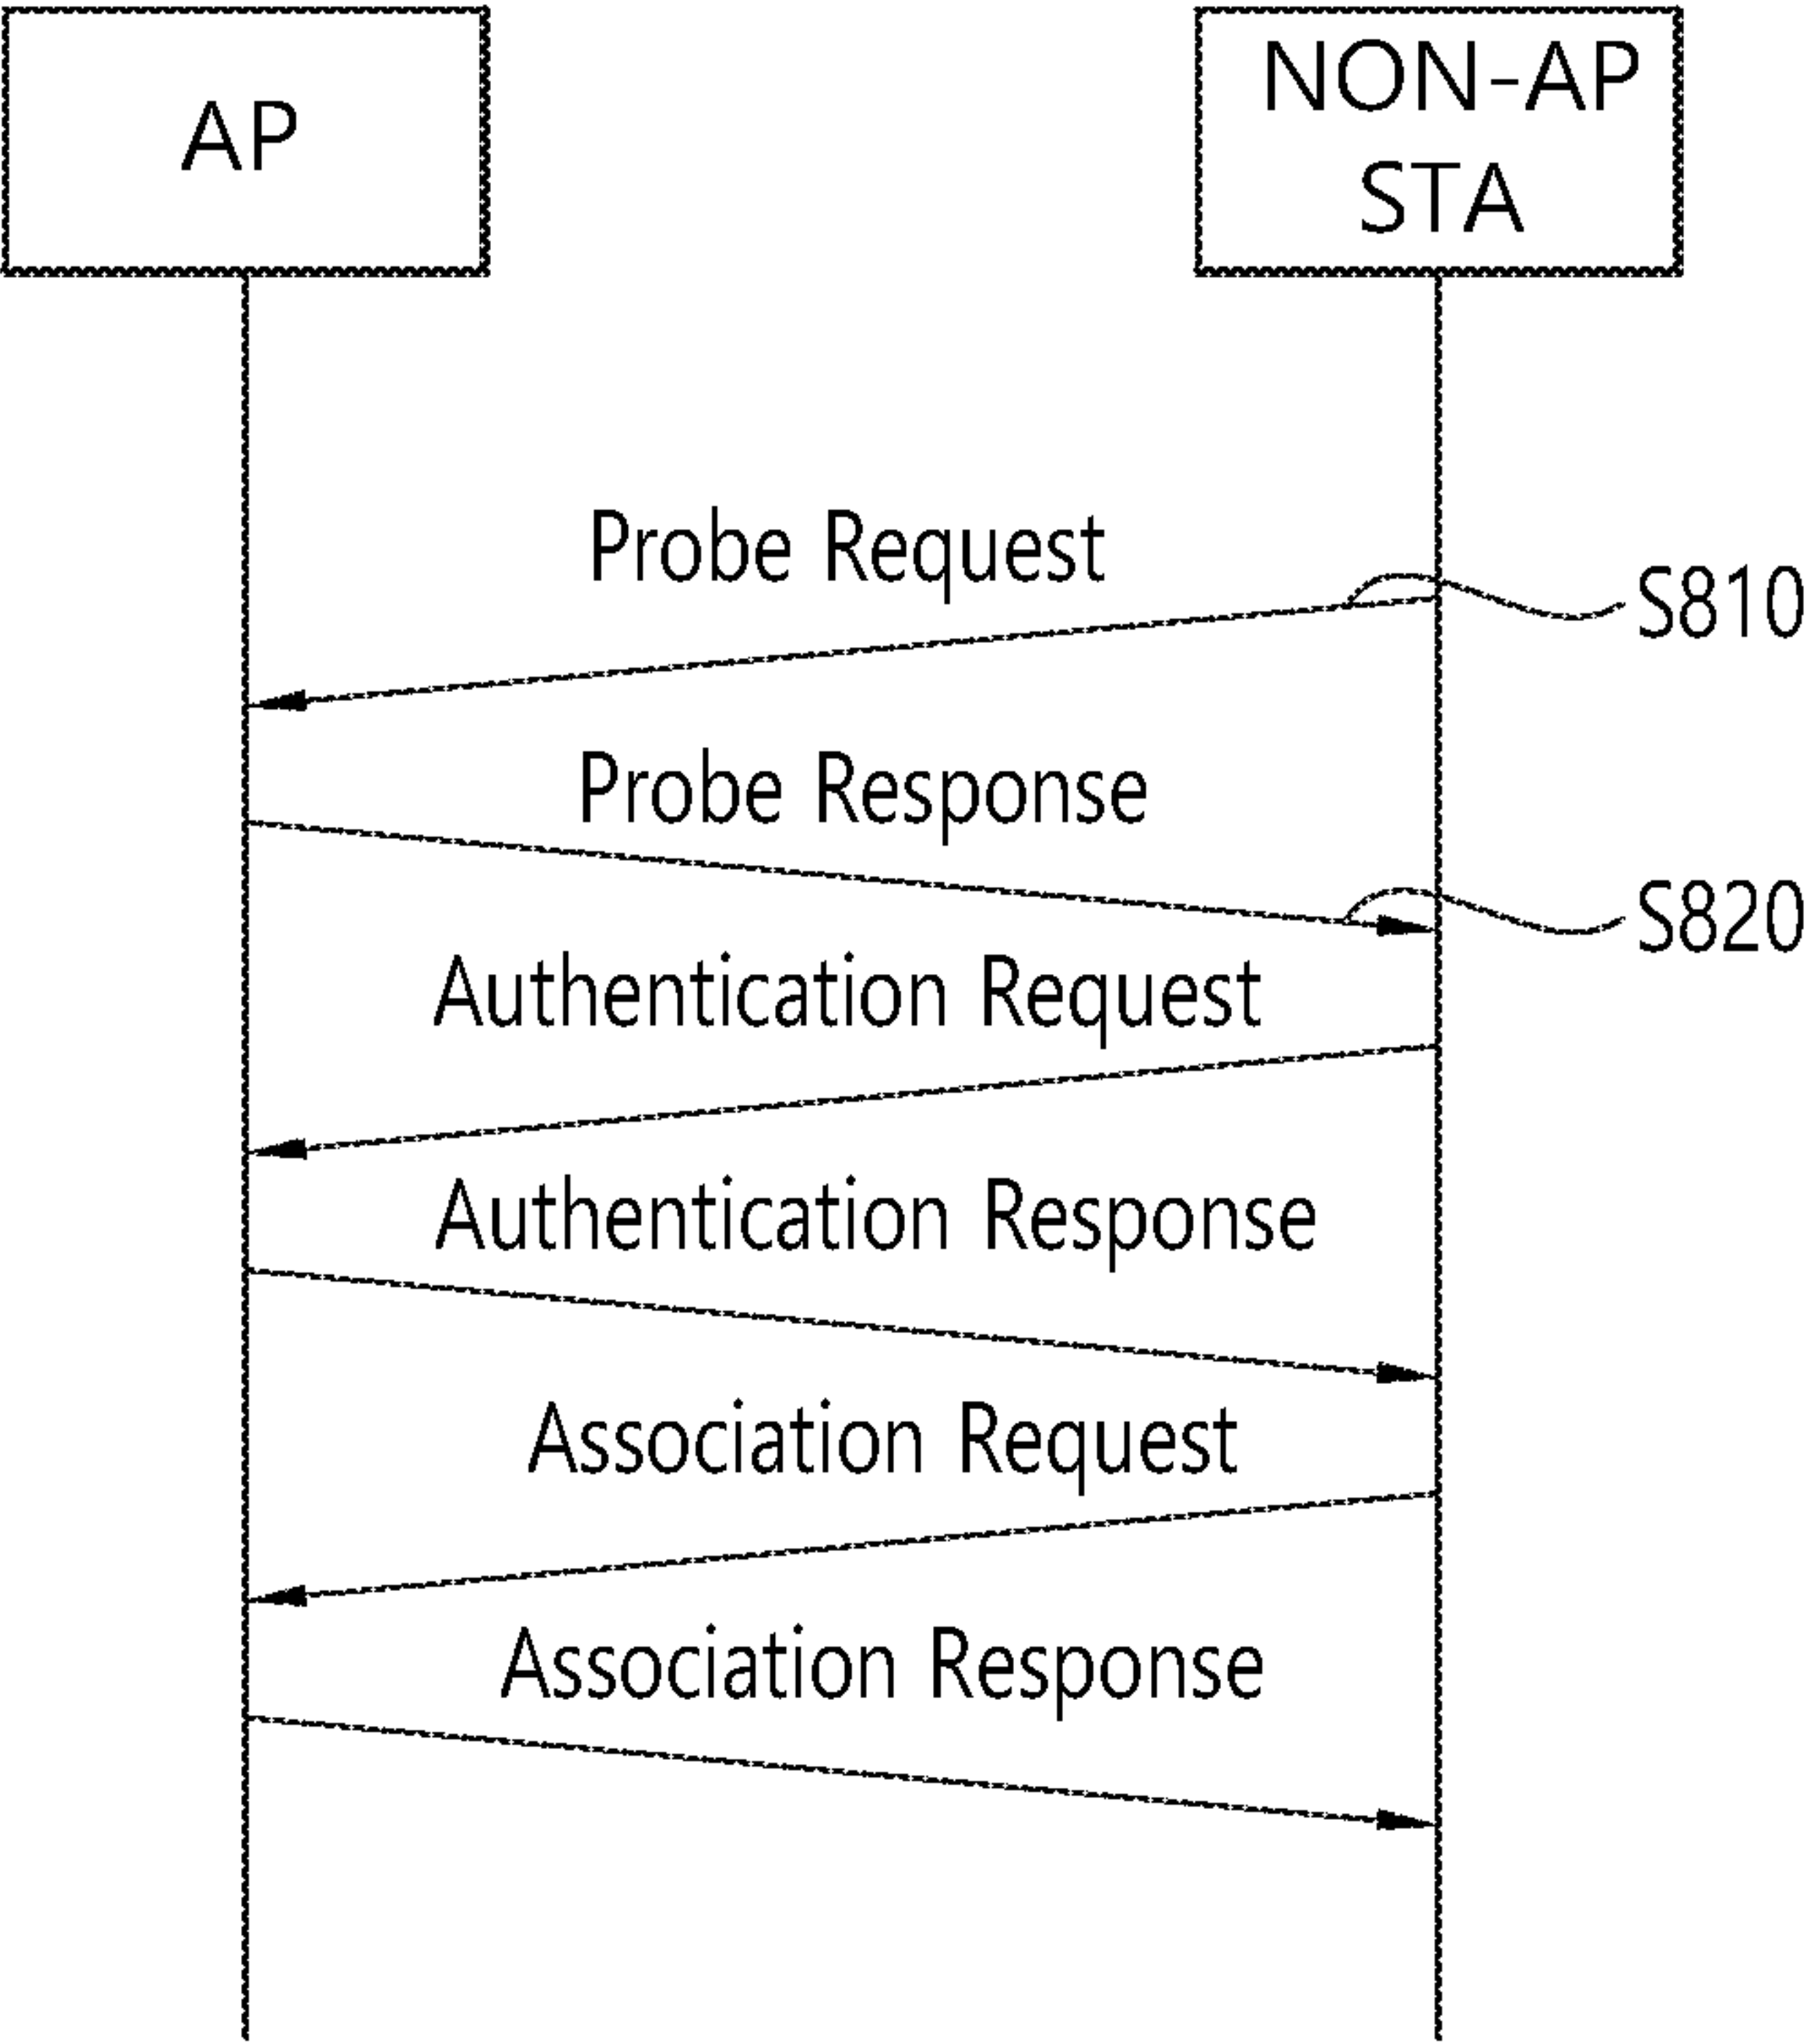 AP
NON-AP
STA
Probe Request
S810
Probe Response
S820
Authentication Request
Authentication Response
Association Request
Association Response